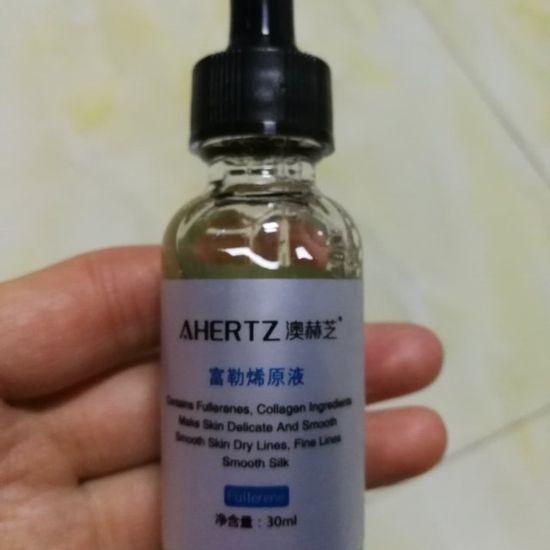 AHERTZ 澳赫芝
富勒烯原液
Contains Fullerenes, Collagen Ingredients
Make Skin Delicate And Smooth
Smooth Skin Dry Lines, Fine Lines
Smooth Silk
Fullerene
净含量：30ml